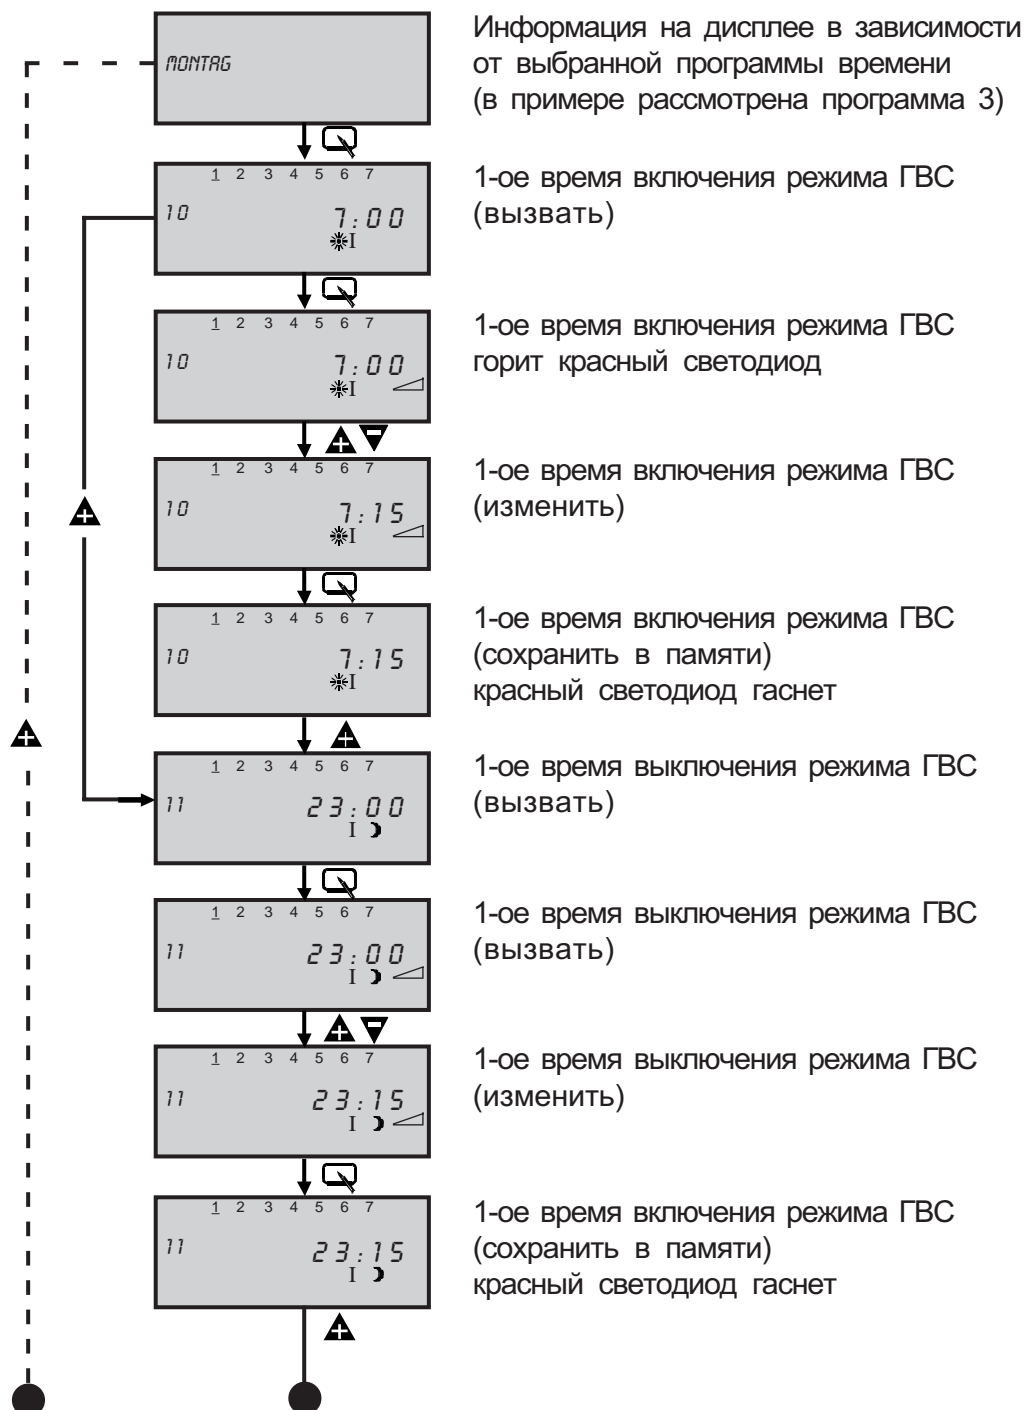 MONTAG
Информация на дисплее в зависимости
от выбранной программы времени
(в примере рассмотрена программа 3)
1 2 3 4 5 6 7
10 7:00
I
1-ое время включения режима ГВС
(вызвать)
1 2 3 4 5 6 7
10 7:00
I
1-ое время включения режима ГВС
горит красный светодиод
1 2 3 4 5 6 7
10 7:15
I
1-ое время включения режима ГВС
(изменить)
1 2 3 4 5 6 7
10 7:15
I
1-ое время включения режима ГВС
(сохранить в памяти)
красный светодиод гаснет
1 2 3 4 5 6 7
11 23:00
I
1-ое время выключения режима ГВС
(вызвать)
1 2 3 4 5 6 7
11 23:00
I
1-ое время выключения режима ГВС
(вызвать)
1 2 3 4 5 6 7
11 23:15
I
1-ое время выключения режима ГВС
(изменить)
1 2 3 4 5 6 7
11 23:15
I
1-ое время включения режима ГВС
(сохранить в памяти)
красный светодиод гаснет